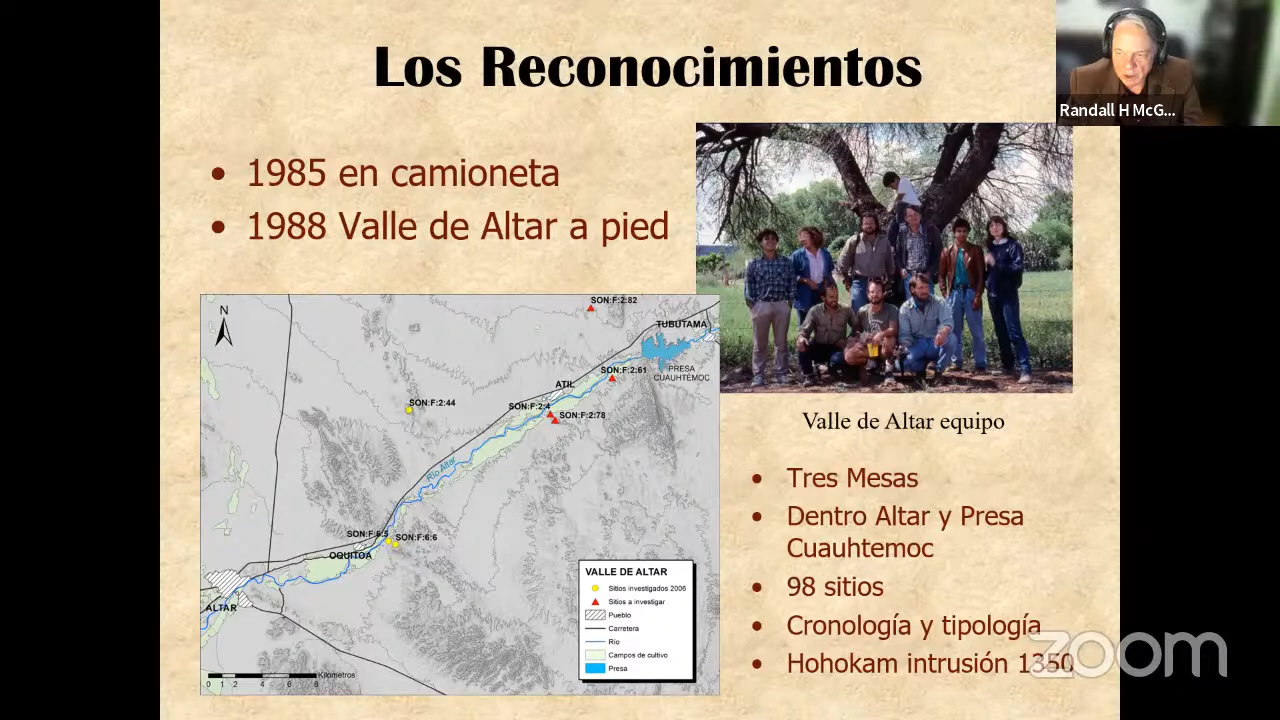 Los Reconocimientos
Randall H McG...
• 1985 en camioneta
• 1988 Valle de Altar a pied
N
SON:F:2:82
TUBUTAMA
PRESA
CUAUHTÉMOC
SON:F:2:61
ATIL
SON:F:2:44
SON:F:2:4
SON:F:2:78
Río Altar
SON:F:6:5
SON:F:6:6
OQUITOA
ALTAR
VALLE DE ALTAR
Sitios investigados 2006
Sitios a investigar
Pueblo
Carretera
Río
Campos de cultivo
Presa
Kilometros
0 1 2 4 6 8
Valle de Altar equipo
• Tres Mesas
• Dentro Altar y Presa
Cuauhtemoc
• 98 sitios
• Cronología y tipología
• Hohokam intrusión 1350
zoom